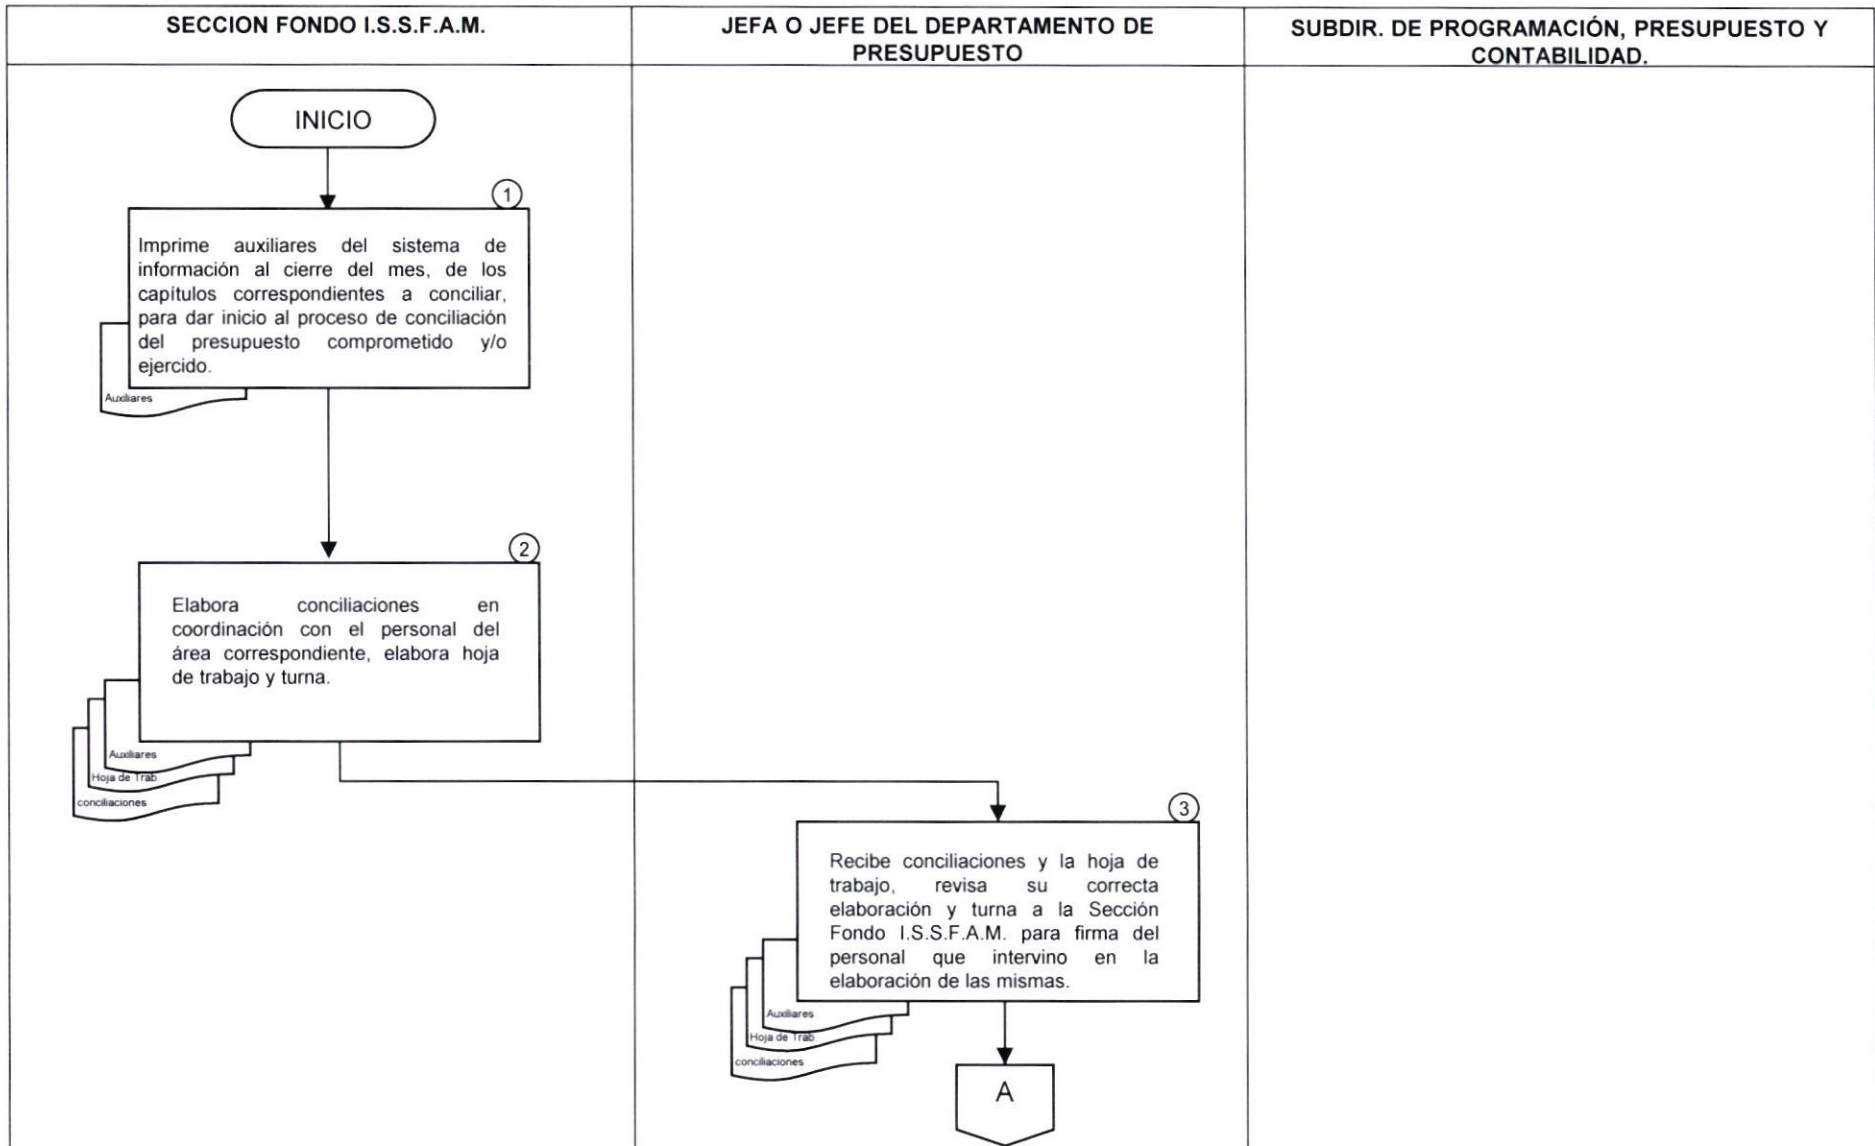 SECCION FONDO I.S.S.F.A.M.
JEFA O JEFE DEL DEPARTAMENTO DE
PRESUPUESTO
SUBDIR. DE PROGRAMACIÓN, PRESUPUESTO Y
CONTABILIDAD.
INICIO
1
Imprime auxiliares del sistema de
información al cierre del mes, de los
capítulos correspondientes a conciliar,
para dar inicio al proceso de conciliación
del presupuesto comprometido y/o
ejercido.
Auxiliares
2
Elabora conciliaciones en
coordinación con el personal del
área correspondiente, elabora hoja
de trabajo y turna.
Auxiliares
Hoja de Trab
conciliaciones
3
Recibe conciliaciones y la hoja de
trabajo, revisa su correcta
elaboración y turna a la Sección
Fondo I.S.S.F.A.M. para firma del
personal que intervino en la
elaboración de las mismas.
Auxiliares
Hoja de Trab
conciliaciones
A